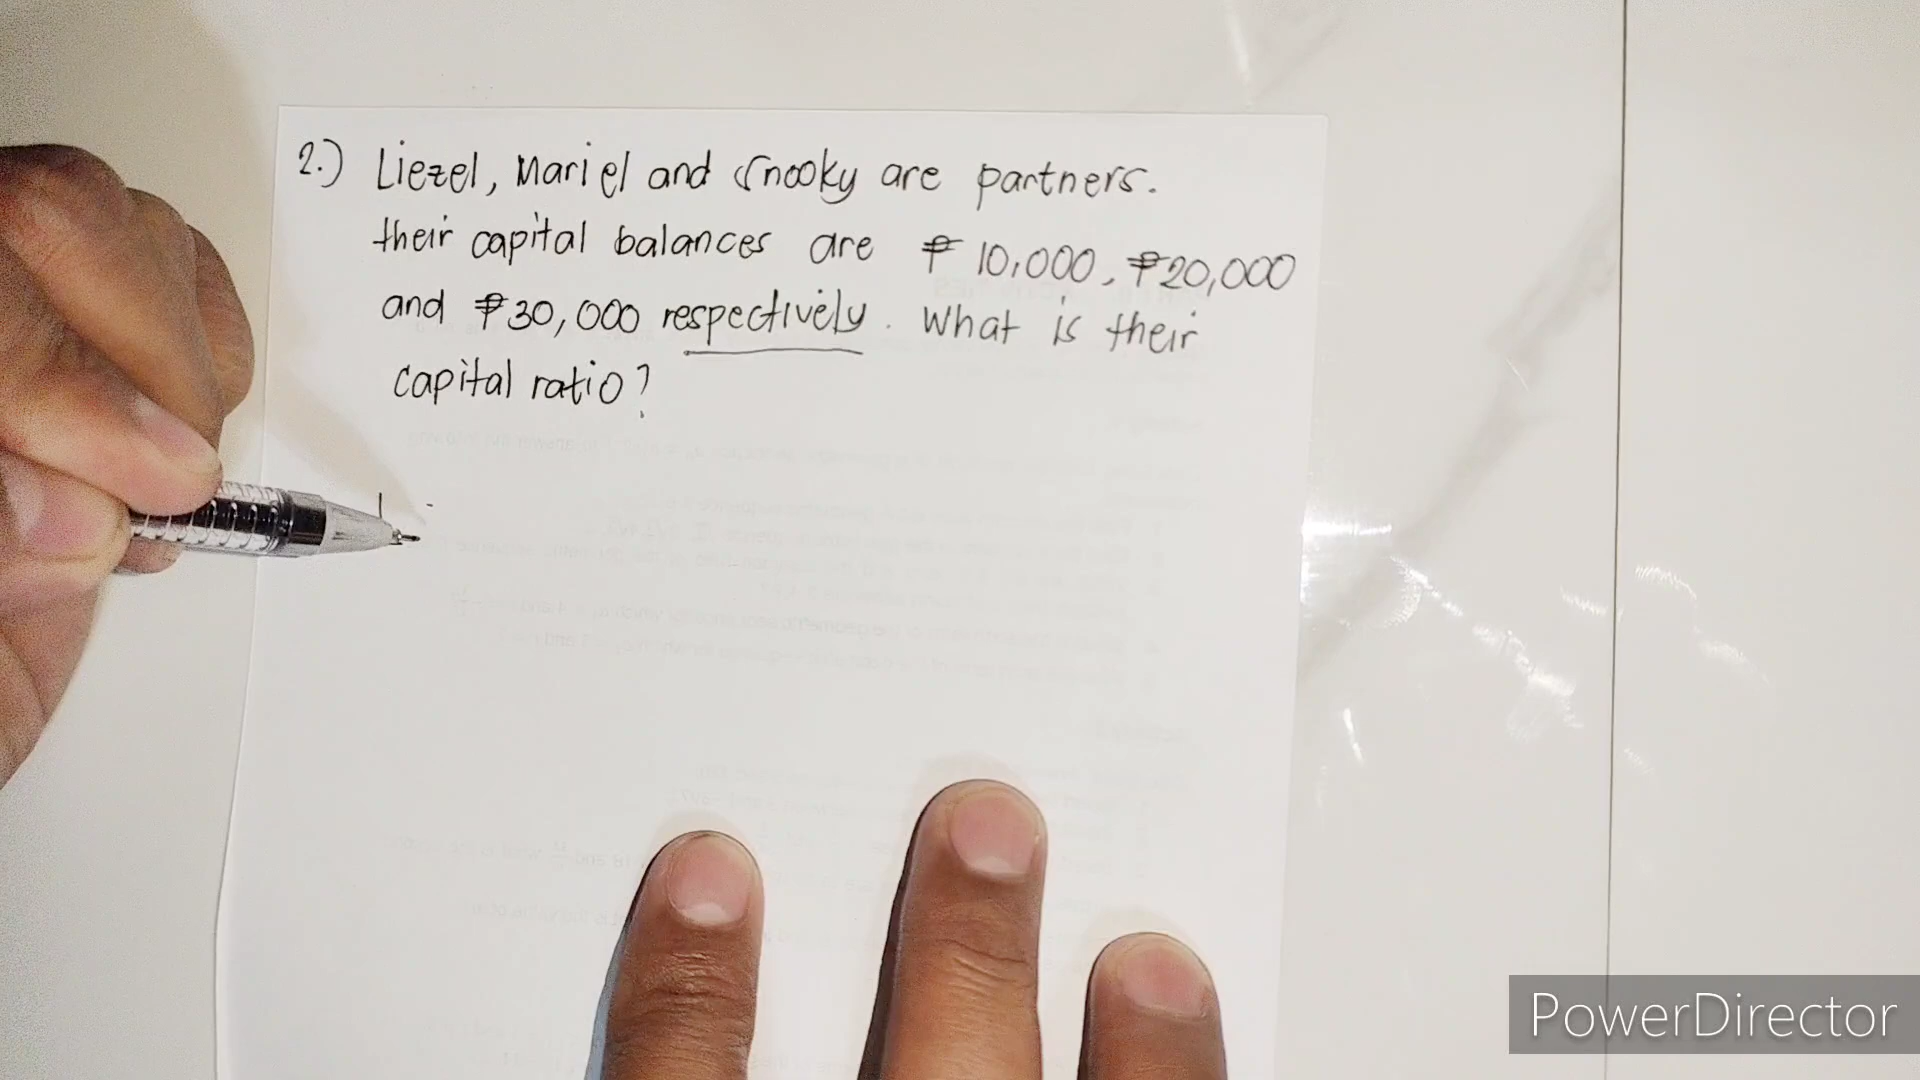 2.) Liezel, Mariel and Snooky are partners.
their capital balances are ₱ 10,000, ₱20,000
and ₱30,000 respectively. What is their
capital ratio?
PowerDirector